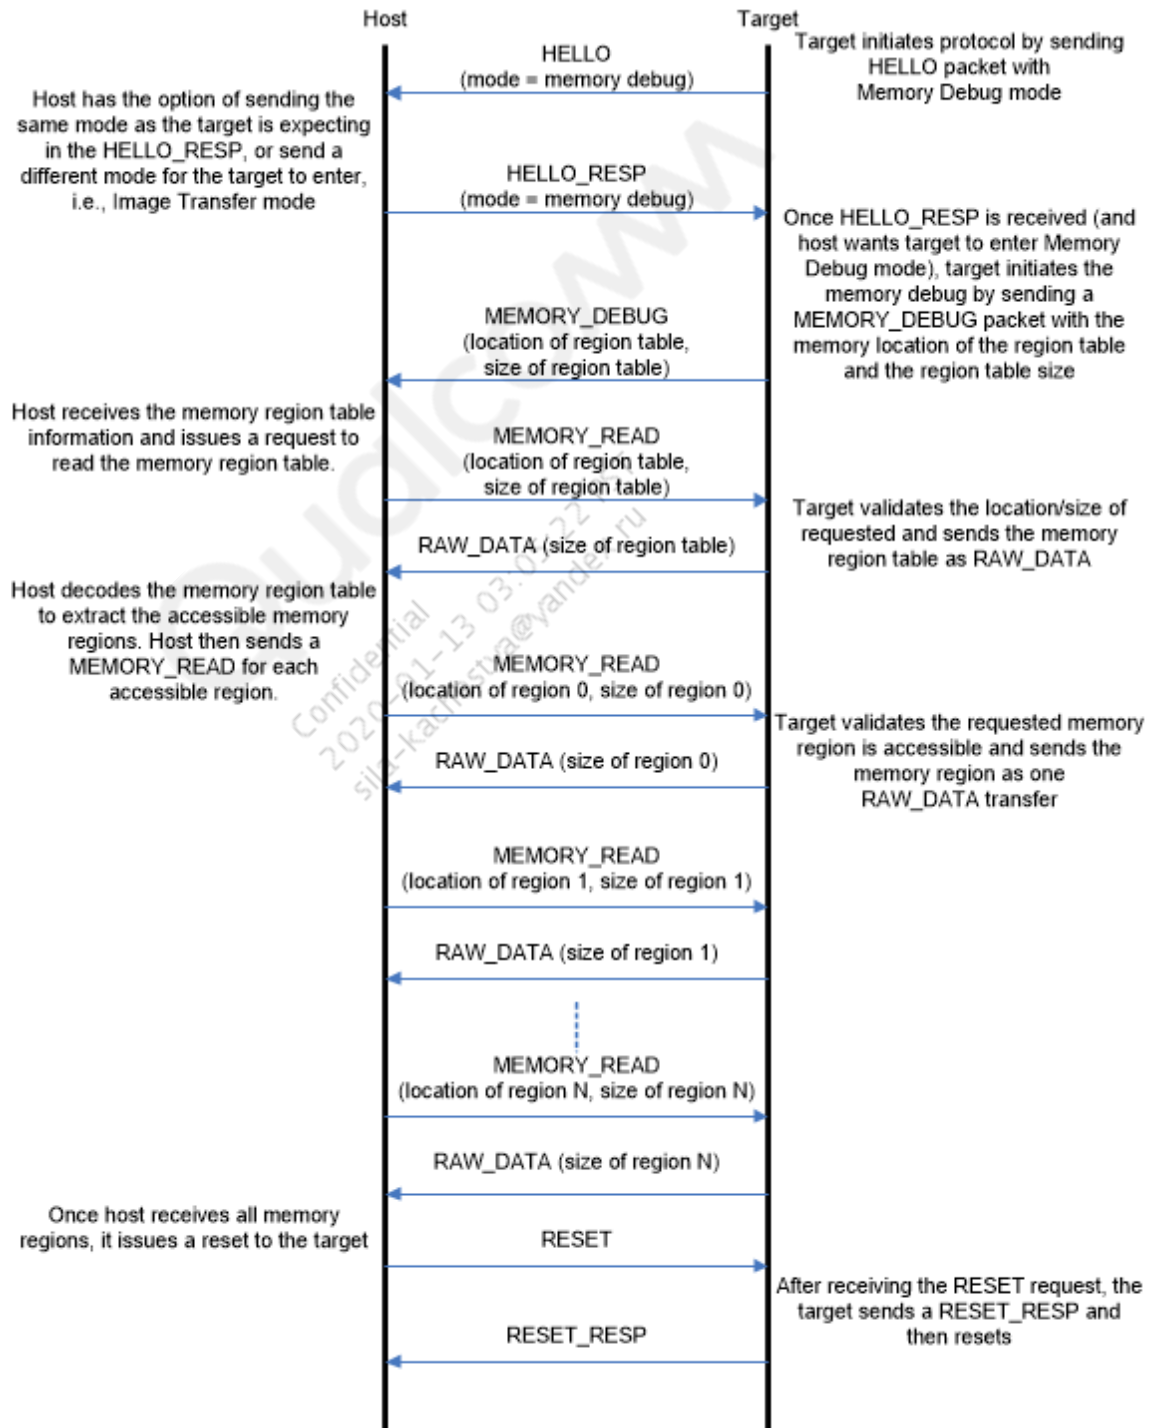 Host
Target
HELLO
(mode = memory debug)
Target initiates protocol by sending
HELLO packet with
Memory Debug mode
Host has the option of sending the
same mode as the target is expecting
in the HELLO_RESP, or send a
different mode for the target to enter,
i.e., Image Transfer mode
HELLO_RESP
(mode = memory debug)
Once HELLO_RESP is received (and
host wants target to enter Memory
Debug mode), target initiates the
memory debug by sending a
MEMORY_DEBUG packet with the
memory location of the region table
and the region table size
MEMORY_DEBUG
(location of region table,
size of region table)
Host receives the memory region table
information and issues a request to
read the memory region table.
MEMORY_READ
(location of region table,
size of region table)
Target validates the location/size of
requested and sends the memory
region table as RAW_DATA
RAW_DATA (size of region table)
Host decodes the memory region table
to extract the accessible memory
regions. Host then sends a
MEMORY_READ for each
accessible region.
MEMORY_READ
(location of region 0, size of region 0)
Target validates the requested memory
region is accessible and sends the
memory region as one
RAW_DATA transfer
RAW_DATA (size of region 0)
MEMORY_READ
(location of region 1, size of region 1)
RAW_DATA (size of region 1)
MEMORY_READ
(location of region N, size of region N)
RAW_DATA (size of region N)
Once host receives all memory
regions, it issues a reset to the target
RESET
After receiving the RESET request, the
target sends a RESET_RESP and
then resets
RESET_RESP
Qualcomm
Confidential
2020-01-13 03:05:22 PST